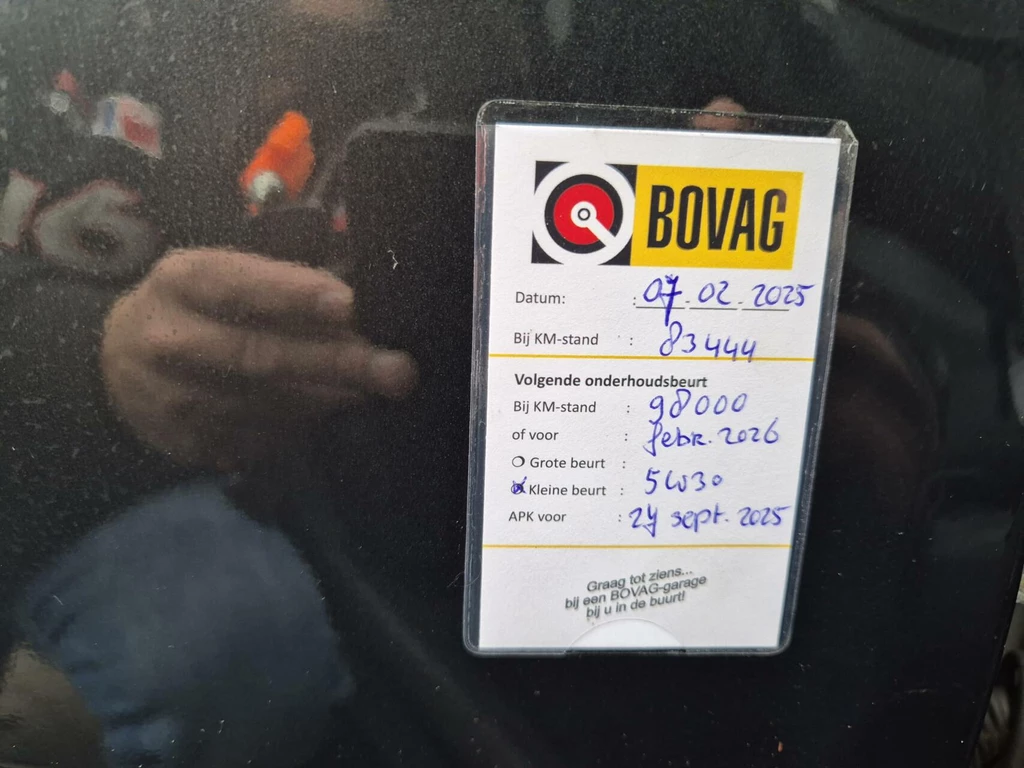 BOVAG
Datum: : 07-02-2025
Bij KM-stand : 83444
Volgende onderhoudsbeurt
Bij KM-stand : 98000
of voor : febr. 2026
Grote beurt :
Kleine beurt : 5W30
APK voor : 24 sept. 2025
Graag tot ziens...
bij een BOVAG-garage
bij u in de buurt!
16